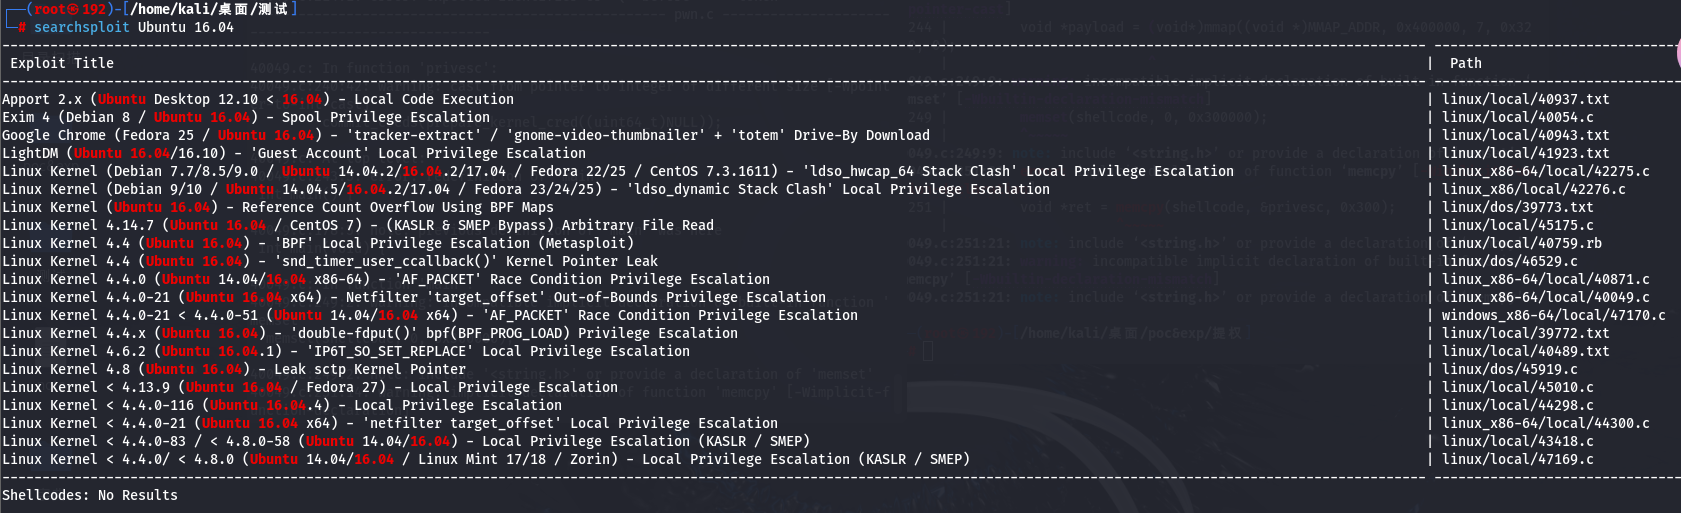 ┌──(root㉿192)-[/home/kali/桌面/测试]
└─# searchsploit Ubuntu 16.04
Exploit Title | Path
Apport 2.x (Ubuntu Desktop 12.10 < 16.04) - Local Code Execution | linux/local/40937.txt
Exim 4 (Debian 8 / Ubuntu 16.04) - Spool Privilege Escalation | linux/local/40054.c
Google Chrome (Fedora 25 / Ubuntu 16.04) - 'tracker-extract' / 'gnome-video-thumbnailer' + 'totem' Drive-By Download | linux/local/40943.txt
LightDM (Ubuntu 16.04/16.10) - 'Guest Account' Local Privilege Escalation | linux/local/41923.txt
Linux Kernel (Debian 7.7/8.5/9.0 / Ubuntu 14.04.2/16.04.2/17.04 / Fedora 22/25 / CentOS 7.3.1611) - 'ldso_hwcap_64 Stack Clash' Local Privilege Escalation | linux_x86-64/local/42275.c
Linux Kernel (Debian 9/10 / Ubuntu 14.04.5/16.04.2/17.04 / Fedora 23/24/25) - 'ldso_dynamic Stack Clash' Local Privilege Escalation | linux_x86/local/42276.c
Linux Kernel (Ubuntu 16.04) - Reference Count Overflow Using BPF Maps | linux/dos/39773.txt
Linux Kernel 4.14.7 (Ubuntu 16.04 / CentOS 7) - (KASLR & SMEP Bypass) Arbitrary File Read | linux/local/45175.c
Linux Kernel 4.4 (Ubuntu 16.04) - 'BPF' Local Privilege Escalation (Metasploit) | linux/local/40759.rb
Linux Kernel 4.4 (Ubuntu 16.04) - 'snd_timer_user_ccallback()' Kernel Pointer Leak | linux/dos/46529.c
Linux Kernel 4.4.0 (Ubuntu 14.04/16.04 x86-64) - 'AF_PACKET' Race Condition Privilege Escalation | linux_x86-64/local/40871.c
Linux Kernel 4.4.0-21 (Ubuntu 16.04 x64) - Netfilter 'target_offset' Out-of-Bounds Privilege Escalation | linux_x86-64/local/40049.c
Linux Kernel 4.4.0-21 < 4.4.0-51 (Ubuntu 14.04/16.04 x64) - 'AF_PACKET' Race Condition Privilege Escalation | windows_x86-64/local/47170.c
Linux Kernel 4.4.x (Ubuntu 16.04) - 'double-fdput()' bpf(BPF_PROG_LOAD) Privilege Escalation | linux/local/39772.txt
Linux Kernel 4.6.2 (Ubuntu 16.04.1) - 'IP6T_SO_SET_REPLACE' Local Privilege Escalation | linux/local/40489.txt
Linux Kernel 4.8 (Ubuntu 16.04) - Leak sctp Kernel Pointer | linux/dos/45919.c
Linux Kernel < 4.13.9 (Ubuntu 16.04 / Fedora 27) - Local Privilege Escalation | linux/local/45010.c
Linux Kernel < 4.4.0-116 (Ubuntu 16.04.4) - Local Privilege Escalation | linux/local/44298.c
Linux Kernel < 4.4.0-21 (Ubuntu 16.04 x64) - 'netfilter target_offset' Local Privilege Escalation | linux_x86-64/local/44300.c
Linux Kernel < 4.4.0-83 / < 4.8.0-58 (Ubuntu 14.04/16.04) - Local Privilege Escalation (KASLR / SMEP) | linux/local/43418.c
Linux Kernel < 4.4.0/ < 4.8.0 (Ubuntu 14.04/16.04 / Linux Mint 17/18 / Zorin) - Local Privilege Escalation (KASLR / SMEP) | linux/local/47169.c
Shellcodes: No Results